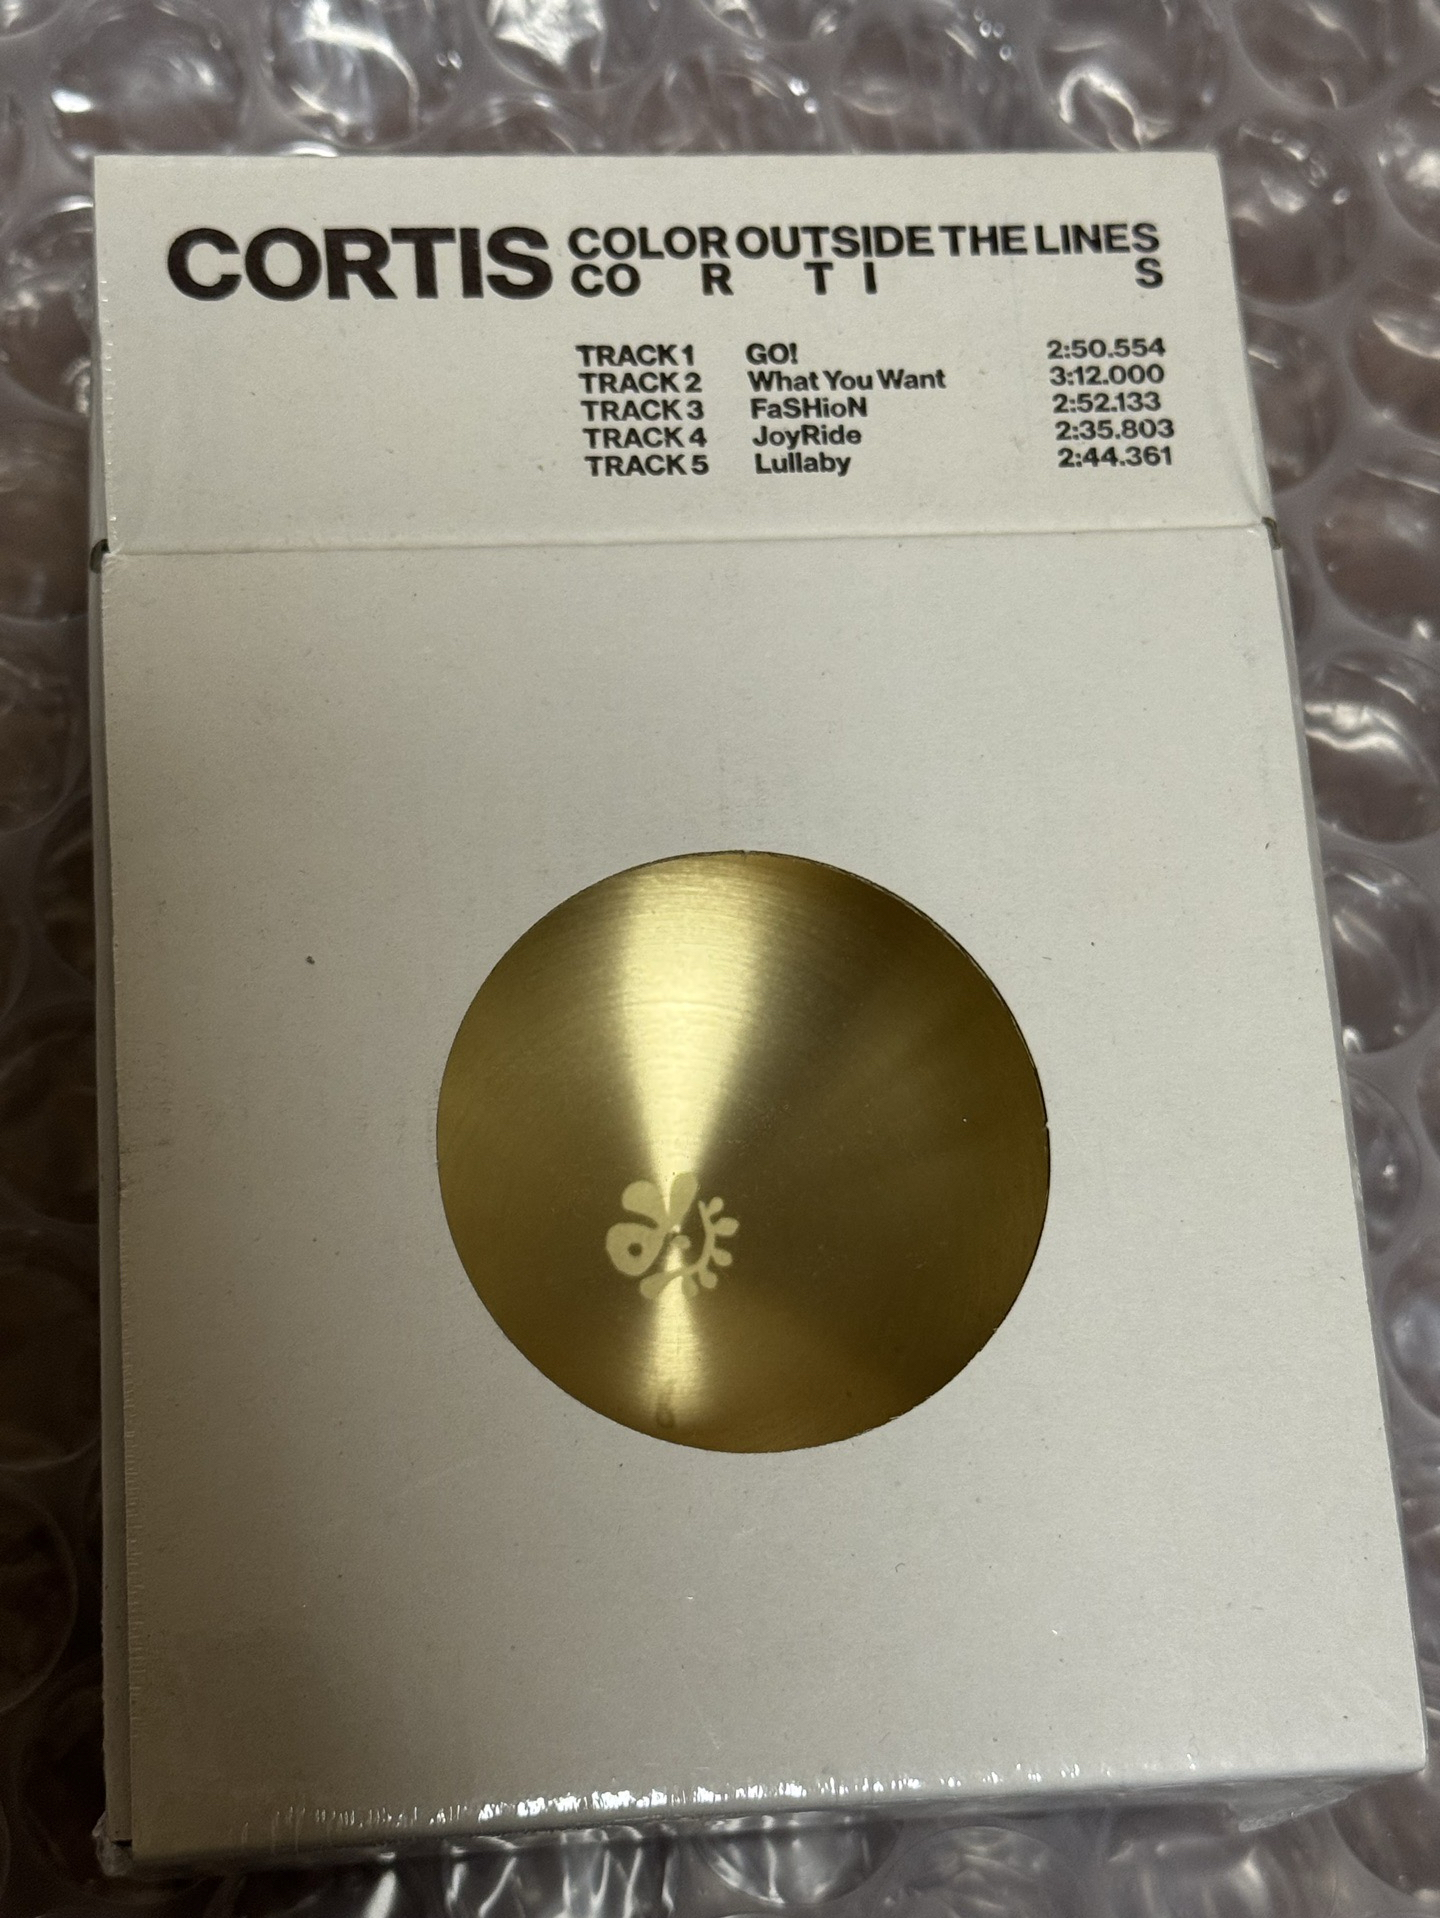 CORTIS COLOR OUTSIDE THE LINES
CO R T I S
TRACK 1 GO! 2:50.554
TRACK 2 What You Want 3:12.000
TRACK 3 FaSHioN 2:52.133
TRACK 4 JoyRide 2:35.803
TRACK 5 Lullaby 2:44.361